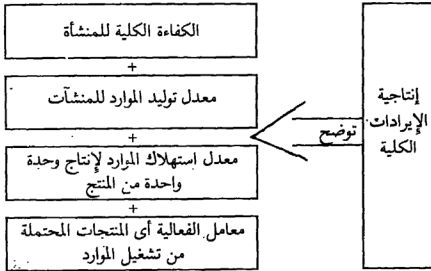 الكفاءة الكلية للمنشأة
+
معدل توليد الموارد للمنشآت
+
معدل إستهلاك الموارد لإنتاج وحدة
واحدة من المنتج
+
معامل الفعالية أى المنتجات المحتملة
من تشغيل الموارد
توضح
إنتاجية
الإيرادات
الكلية